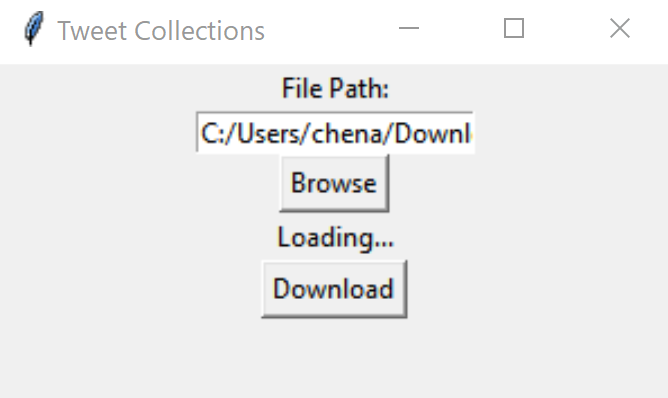 Tweet Collections
File Path:
C:/Users/chena/Downl
Browse
Loading...
Download